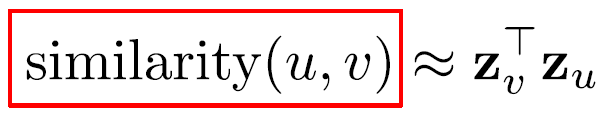 similarity(u, v) ≈ z_v^⊤ z_u